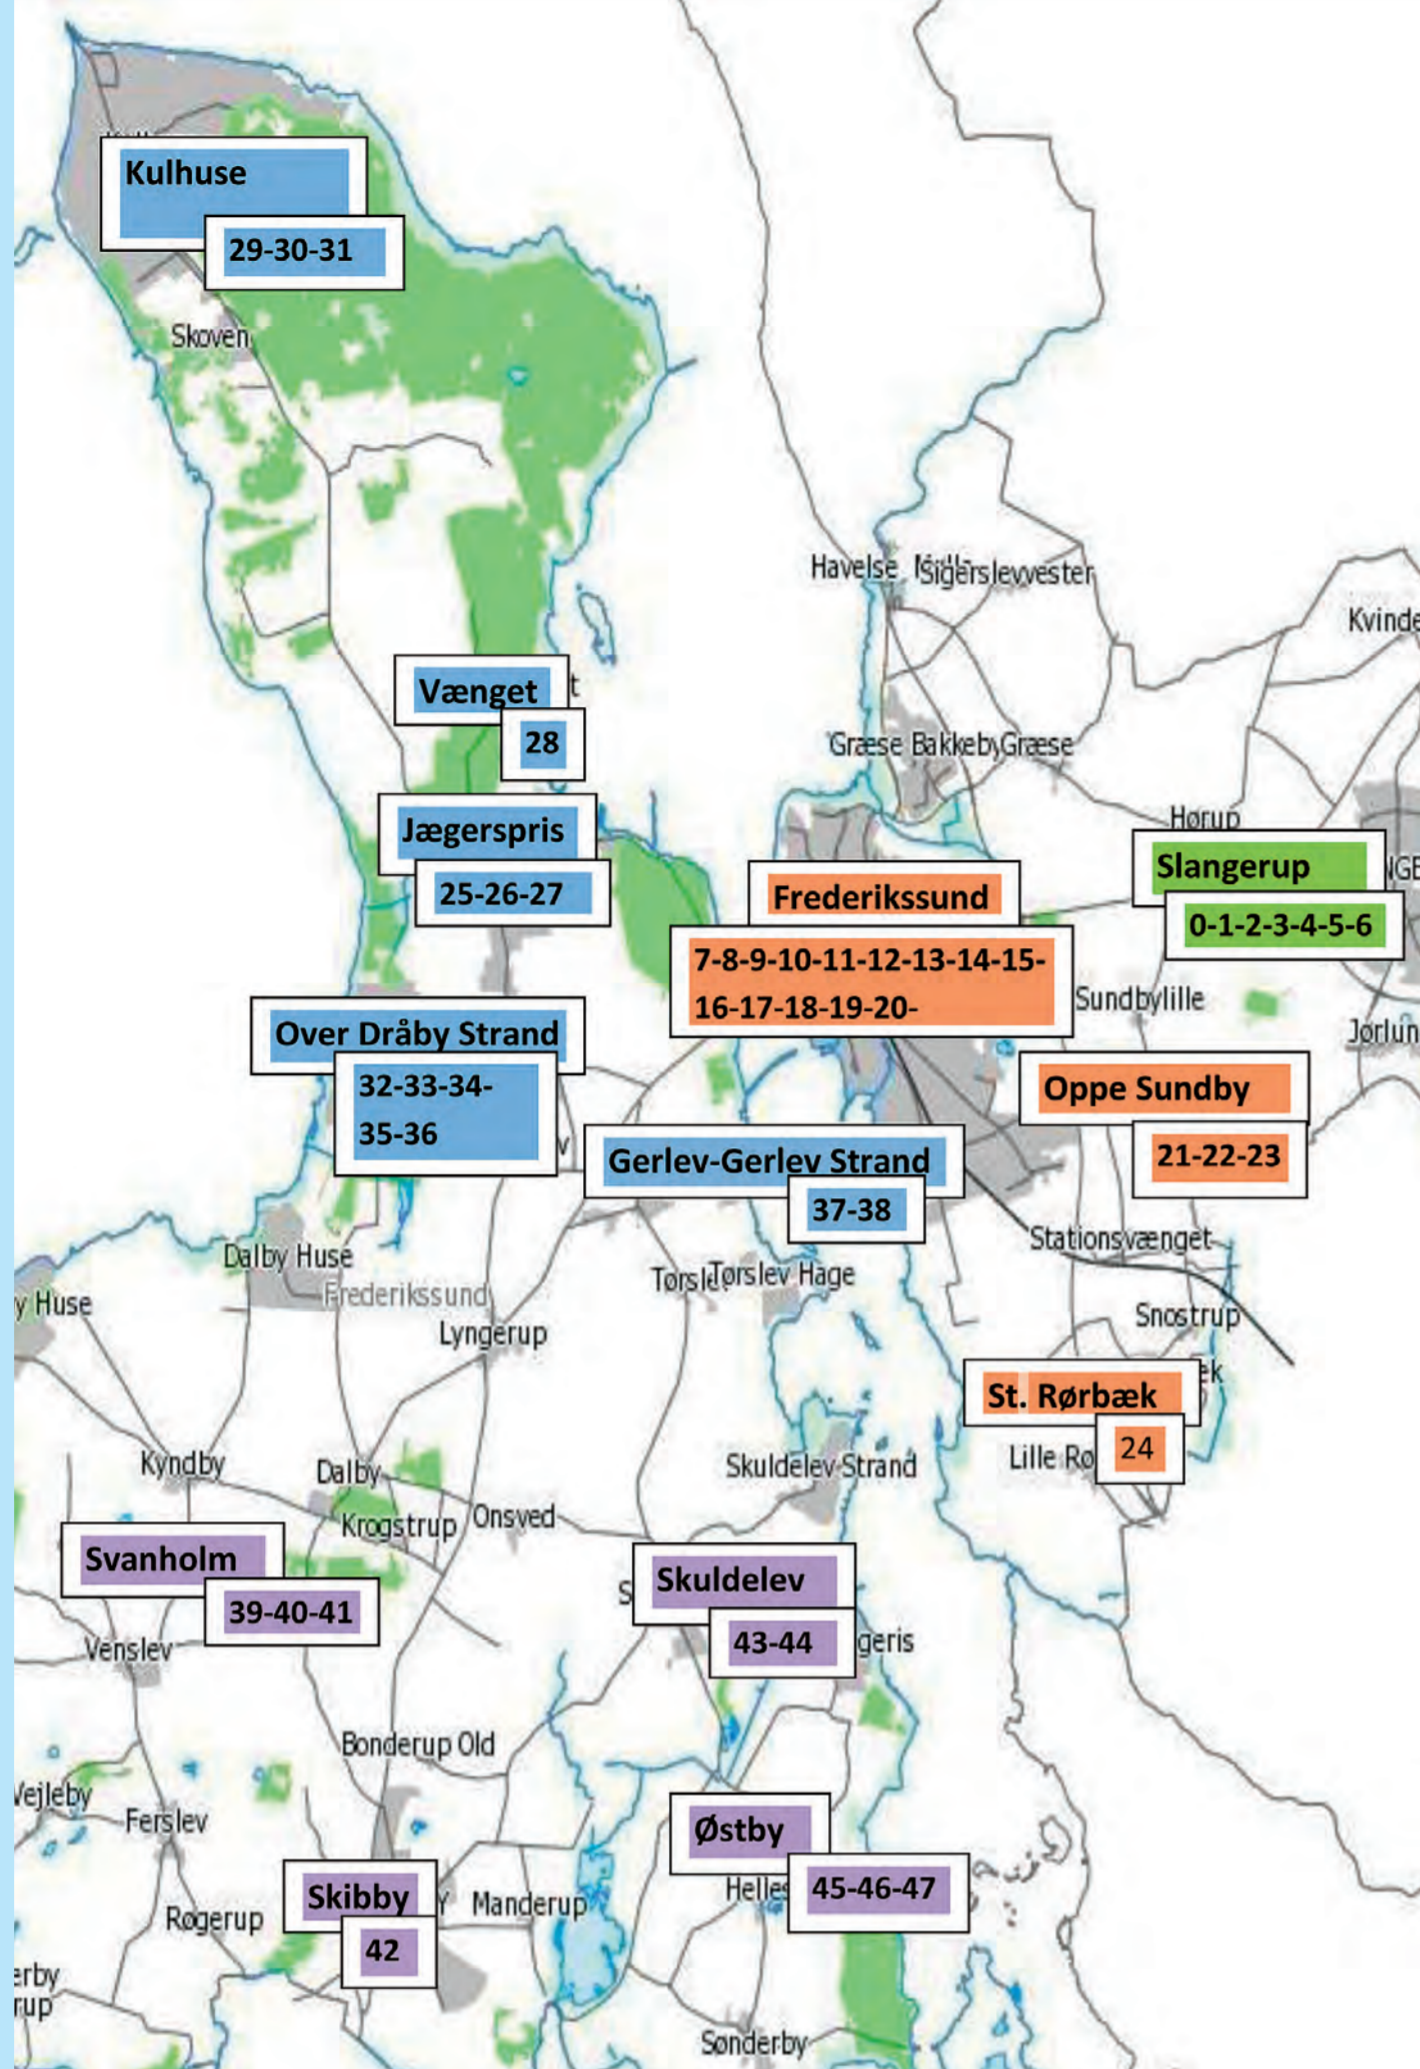 Kulhuse
29-30-31
Skoven
Havelse
Sigerslevvester
Vænget
28
Græse Bakkeby
Græse
Jægerspris
25-26-27
Hørup
Slangerup
0-1-2-3-4-5-6
Frederikssund
7-8-9-10-11-12-13-14-15-
16-17-18-19-20-
Sundbylille
Over Dråby Strand
32-33-34-
35-36
Oppe Sundby
21-22-23
Gerlev-Gerlev Strand
37-38
Stationsvænget
Dalby Huse
Frederikssund
y Huse
Lyngerup
Tørslev Hage
Snostrup
St. Rørbæk
24
Lille Rø
Kyndby
Dalby
Skuldelev Strand
Krogstrup
Onsved
Svanholm
39-40-41
Skuldelev
43-44
geris
Venslev
Bonderup Old
Vejleby
Ferslev
Østby
45-46-47
Helles
Skibby
42
Manderup
Røgerup
erby
rup
Sønderby